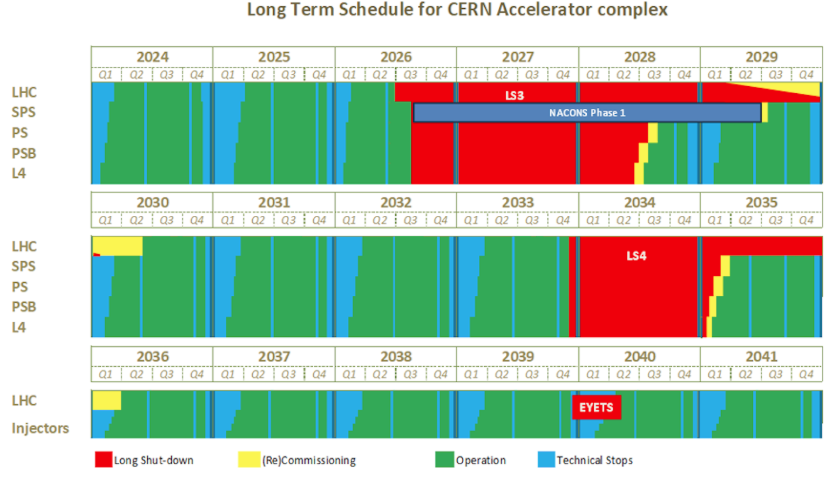 Long Term Schedule for CERN Accelerator complex
2024 2025 2026 2027 2028 2029
Q1 Q2 Q3 Q4 Q1 Q2 Q3 Q4 Q1 Q2 Q3 Q4 Q1 Q2 Q3 Q4 Q1 Q2 Q3 Q4 Q1 Q2 Q3 Q4
LHC LS3
SPS NACONS Phase 1
PS
PSB
L4
2030 2031 2032 2033 2034 2035
Q1 Q2 Q3 Q4 Q1 Q2 Q3 Q4 Q1 Q2 Q3 Q4 Q1 Q2 Q3 Q4 Q1 Q2 Q3 Q4 Q1 Q2 Q3 Q4
LHC LS4
SPS
PS
PSB
L4
2036 2037 2038 2039 2040 2041
Q1 Q2 Q3 Q4 Q1 Q2 Q3 Q4 Q1 Q2 Q3 Q4 Q1 Q2 Q3 Q4 Q1 Q2 Q3 Q4 Q1 Q2 Q3 Q4
LHC EYETS
Injectors
Long Shut-down (Re)Commissioning Operation Technical Stops